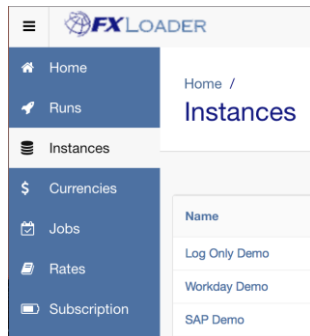 FXLOADER
Home
Runs
Instances
Currencies
Jobs
Rates
Subscription
Home /
Instances
Name
Log Only Demo
Workday Demo
SAP Demo